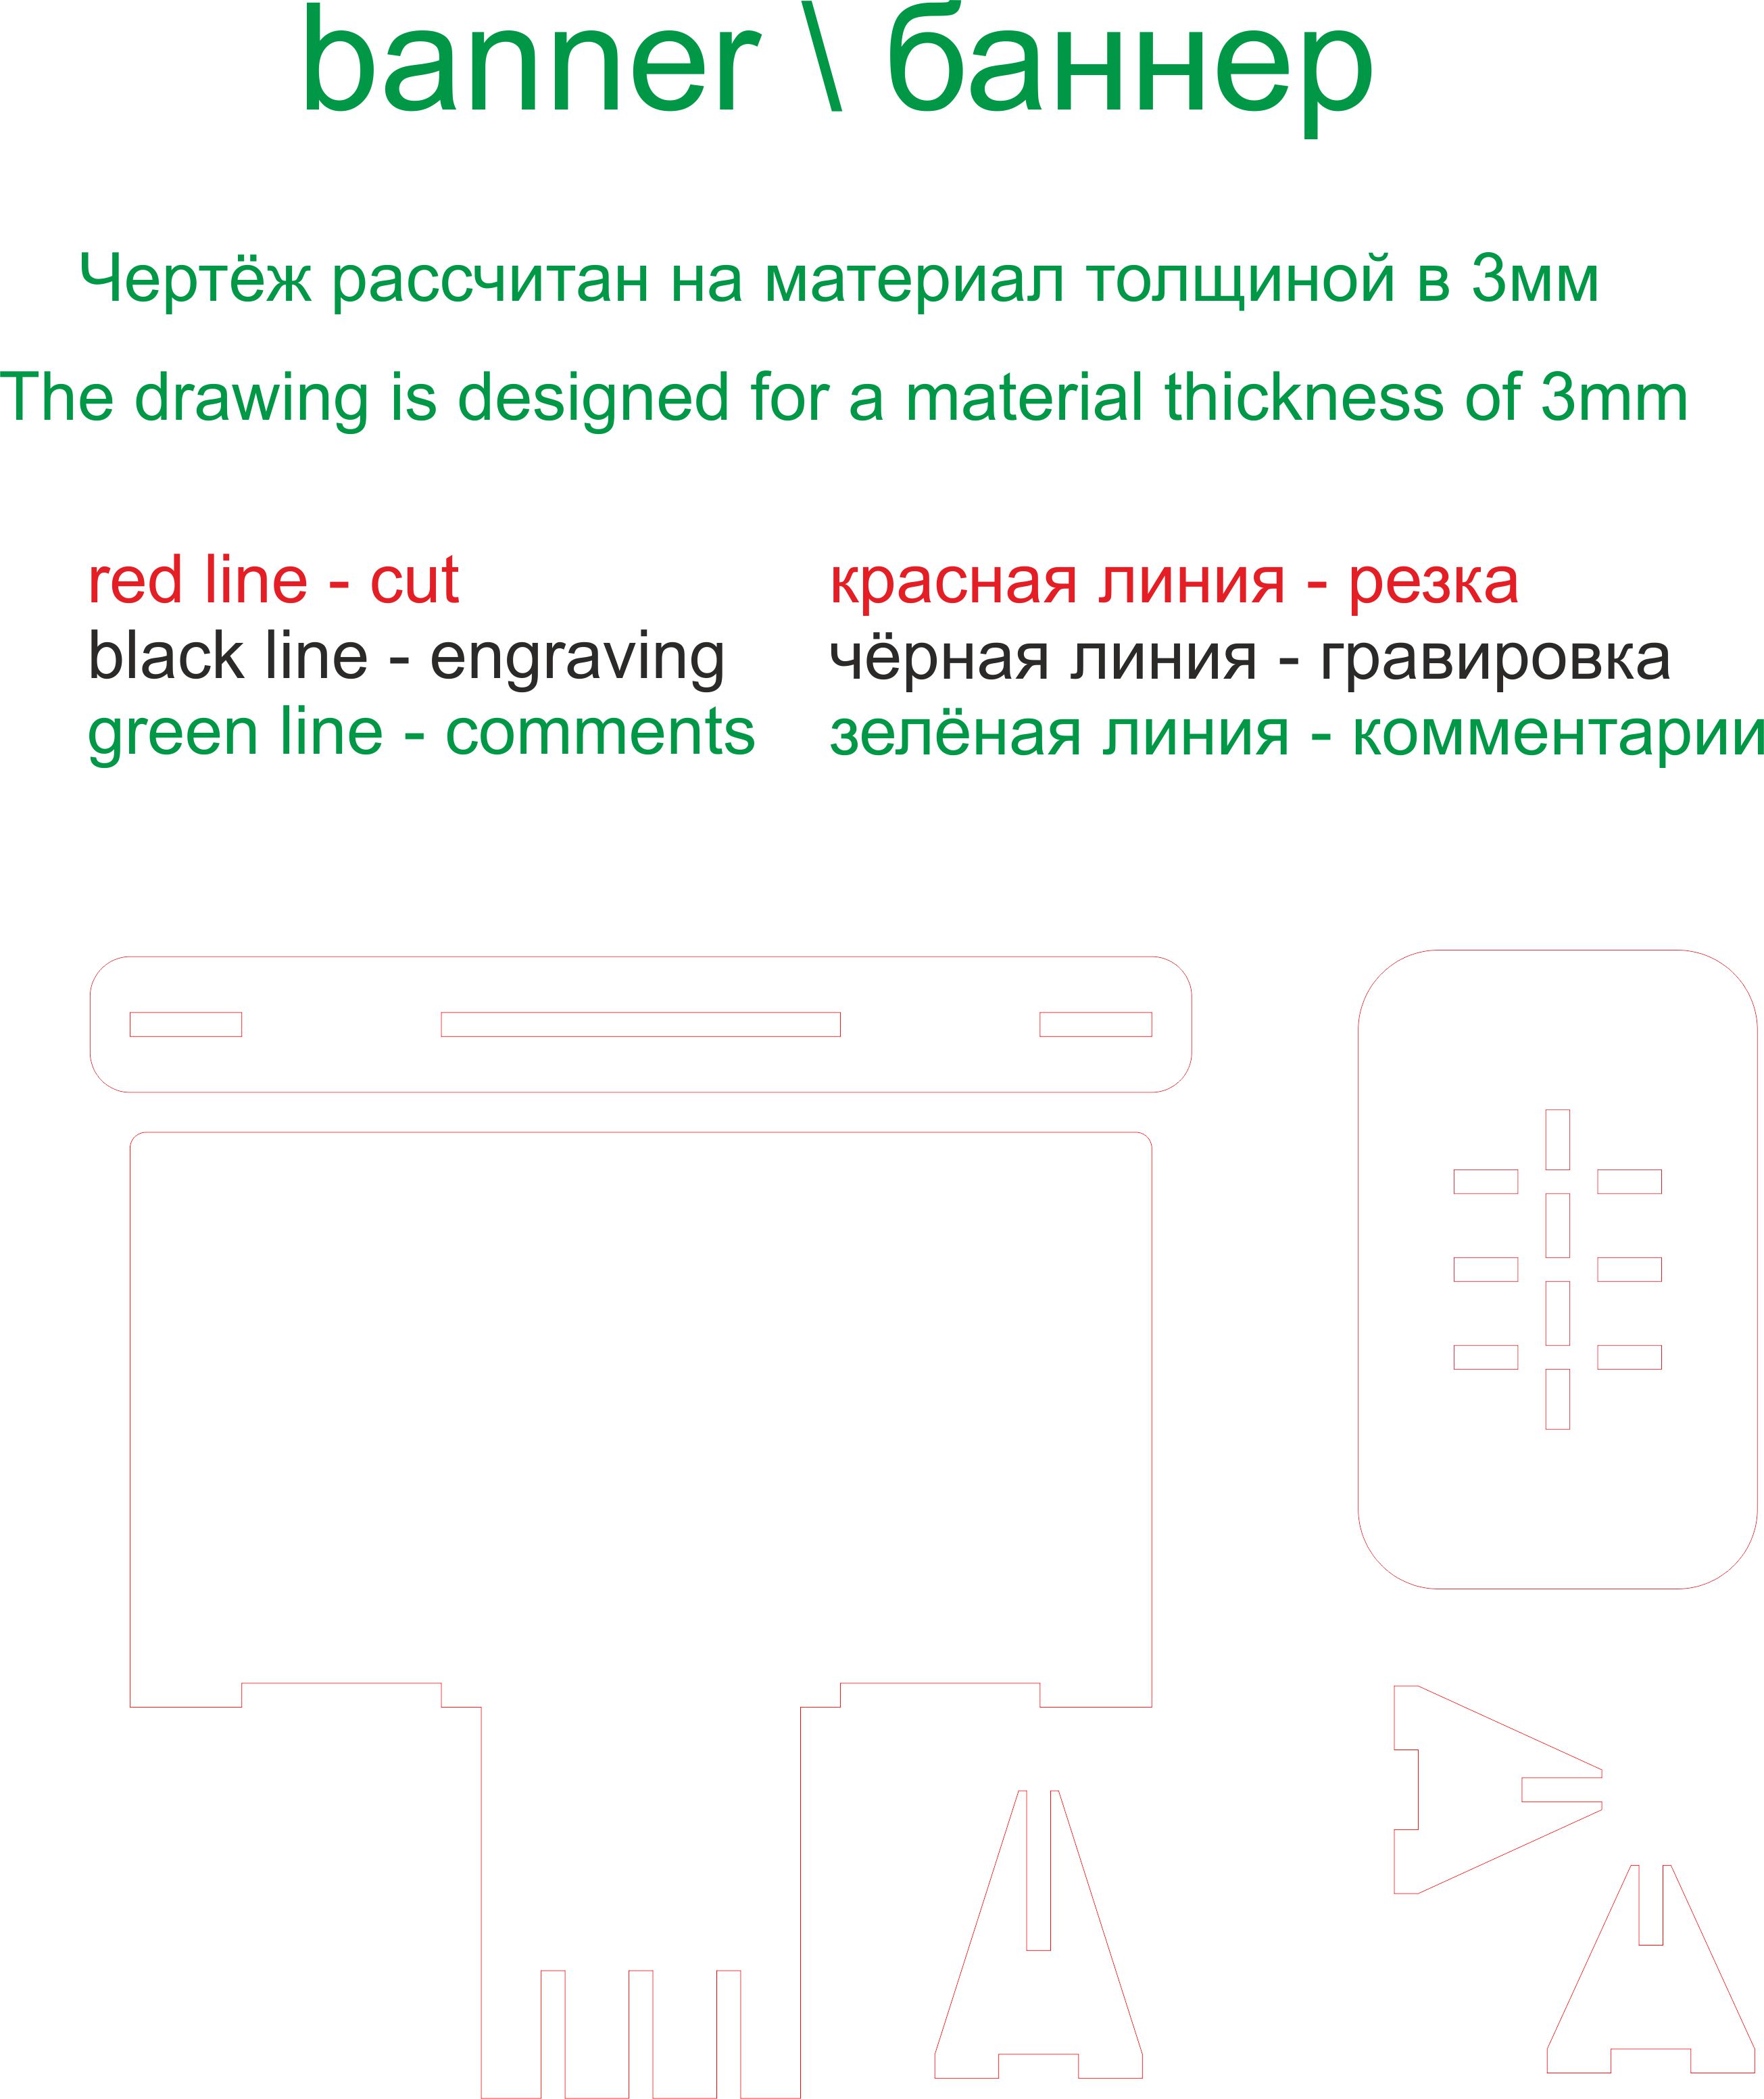 banner \ баннер
Чертёж рассчитан на материал толщиной в 3мм
The drawing is designed for a material thickness of 3mm
red line - cut
black line - engraving
green line - comments
красная линия - резка
чёрная линия - гравировка
зелёная линия - комментарии